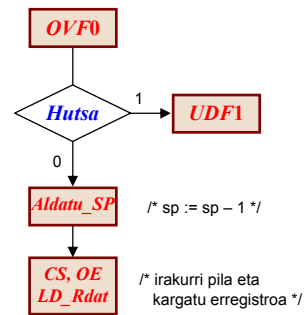 OVF0
Hutsa
1
UDF1
0
Aldatu_SP
/* sp := sp – 1 */
CS, OE
LD_Rdat
/* irakurri pila eta
kargatu erregistroa */